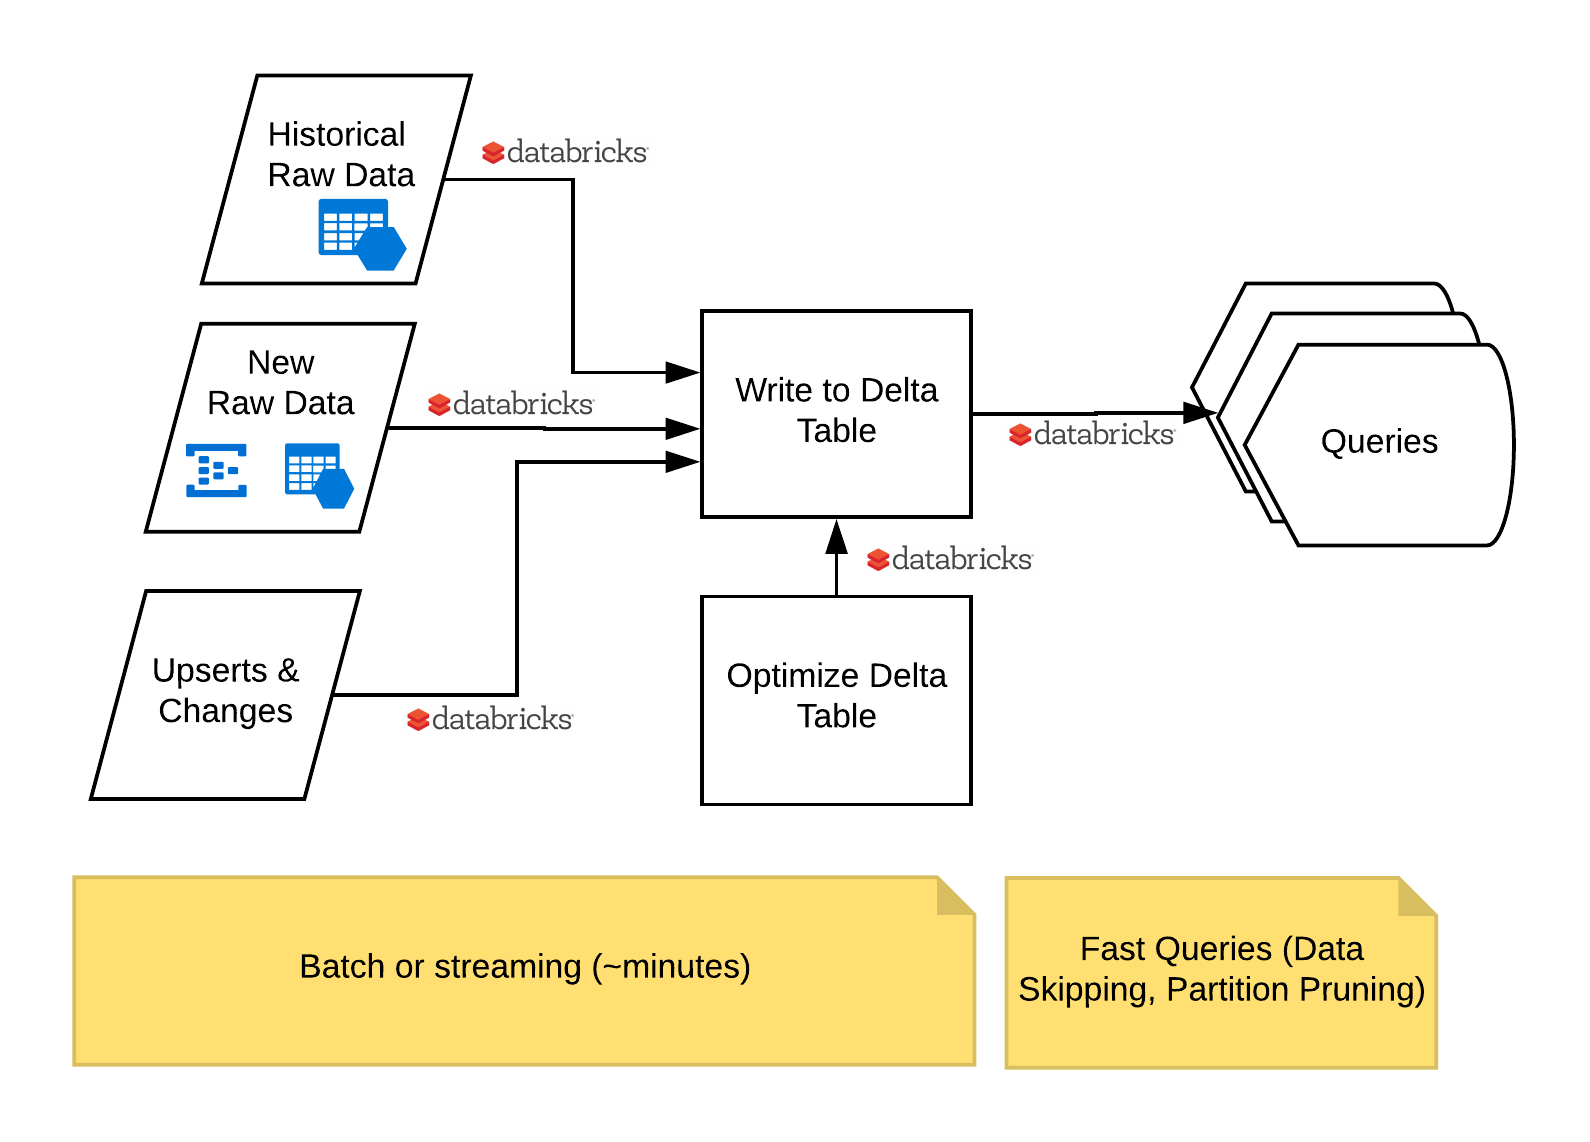 Historical
Raw Data
databricks
New
Raw Data
databricks
Write to Delta
Table
databricks
Queries
databricks
Upserts &
Changes
databricks
Optimize Delta
Table
Batch or streaming (~minutes)
Fast Queries (Data
Skipping, Partition Pruning)